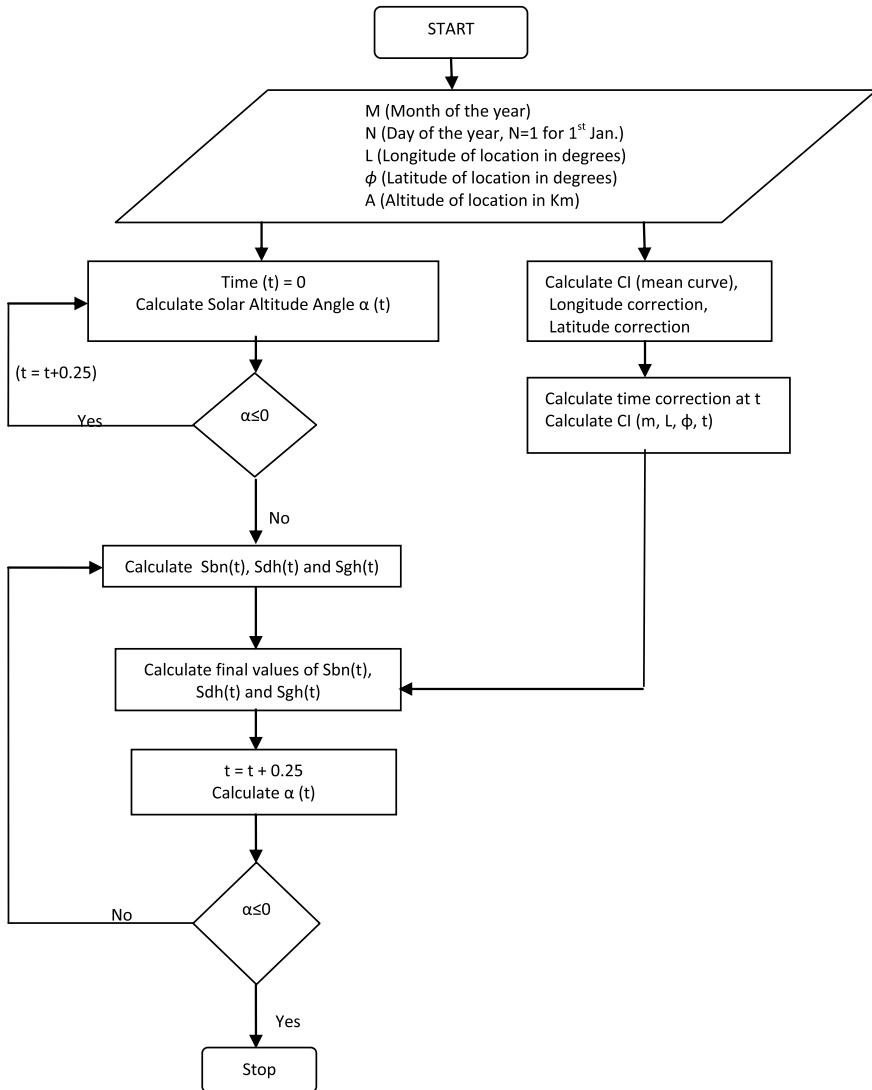 START
M (Month of the year)
N (Day of the year, N=1 for 1st Jan.)
L (Longitude of location in degrees)
ϕ (Latitude of location in degrees)
A (Altitude of location in Km)
Time (t) = 0
Calculate Solar Altitude Angle α (t)
Calculate CI (mean curve),
Longitude correction,
Latitude correction
(t = t+0.25)
Calculate time correction at t
Calculate CI (m, L, ϕ, t)
α≤0
Yes
No
Calculate Sbn(t), Sdh(t) and Sgh(t)
Calculate final values of Sbn(t),
Sdh(t) and Sgh(t)
t = t + 0.25
Calculate α (t)
α≤0
No
Yes
Stop